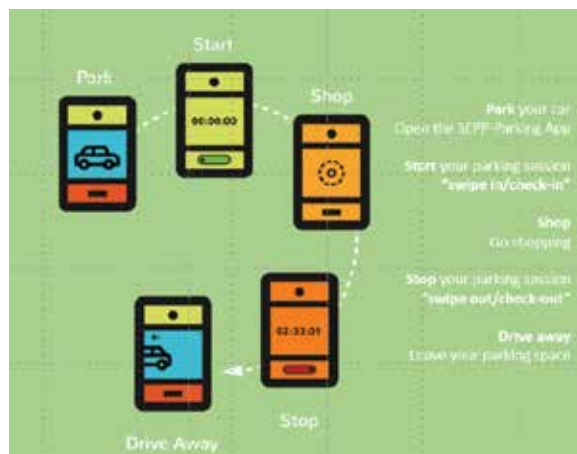 Start
Park
Shop
00:00:00
Park your car
Open the SEPP-Parking App
Start your parking session
"swipe in/check-in"
Shop
Go shopping
Stop your parking session
"swipe out/check-out"
Drive away
Leave your parking space
02:33:01
Stop
Drive Away